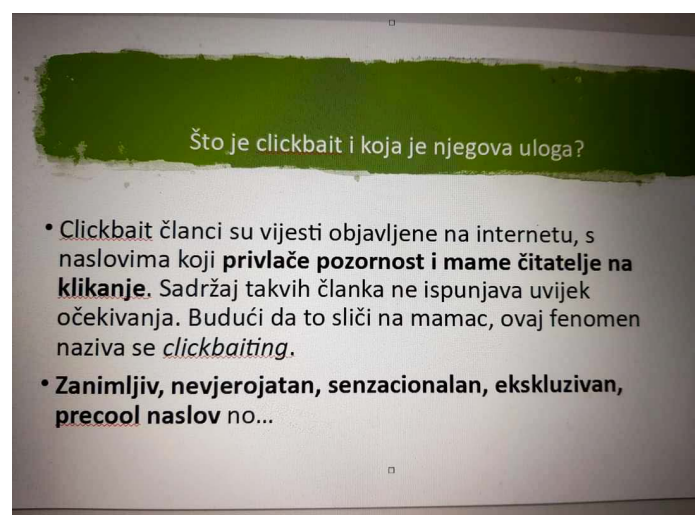 Što je clickbait i koja je njegova uloga?
• Clickbait članci su vijesti objavljene na internetu, s
naslovima koji privlače pozornost i mame čitatelje na
klikanje. Sadržaj takvih članka ne ispunjava uvijek
očekivanja. Budući da to sliči na mamac, ovaj fenomen
naziva se clickbaiting.
• Zanimljiv, nevjerojatan, senzacionalan, ekskluzivan,
precool naslov no...